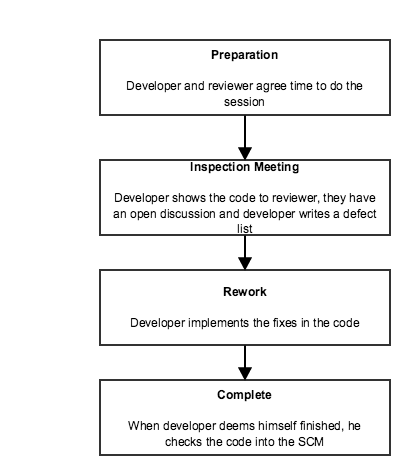 Preparation
Developer and reviewer agree time to do the
session
Inspection Meeting
Developer shows the code to reviewer, they have
an open discussion and developer writes a defect
list
Rework
Developer implements the fixes in the code
Complete
When developer deems himself finished, he
checks the code into the SCM